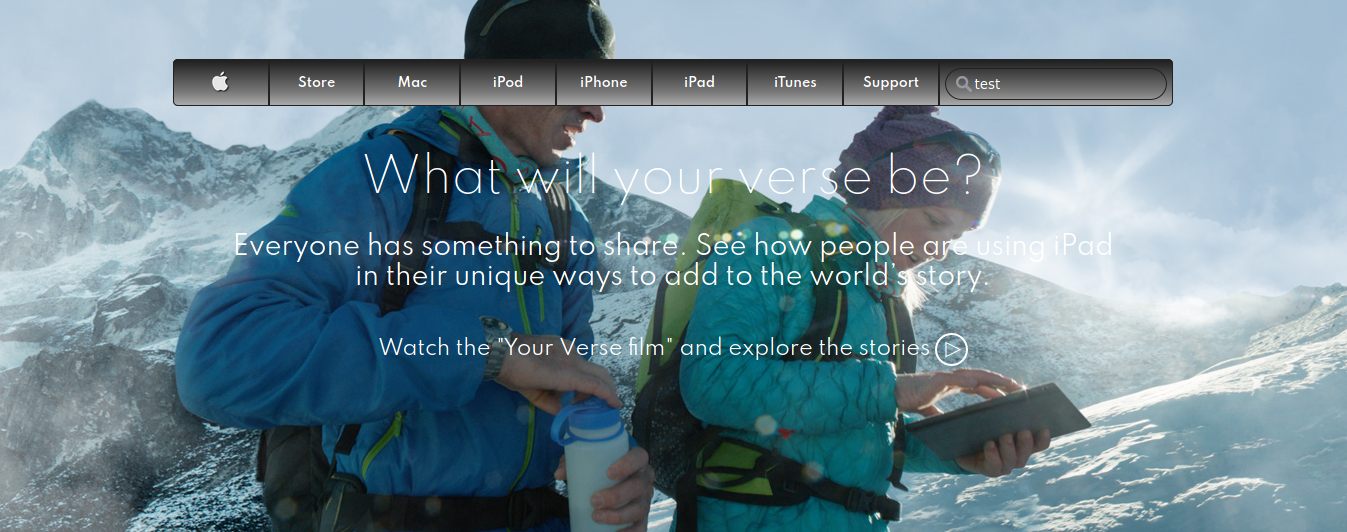 Store
Mac
iPod
iPhone
iPad
iTunes
Support
test
What will your verse be?
Everyone has something to share. See how people are using iPad
in their unique ways to add to the world's story.
Watch the "Your Verse film" and explore the stories